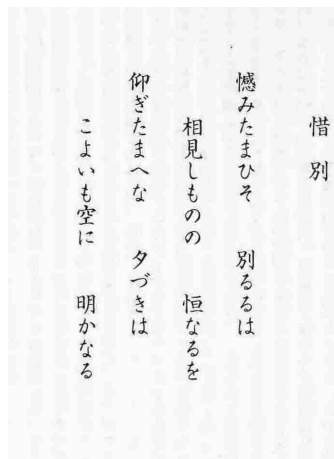 惜別
憾みたまひそ　別るるは
相見しものの　恒なるを
仰ぎたまへな　夕づきは
こよいも空に　明かなる